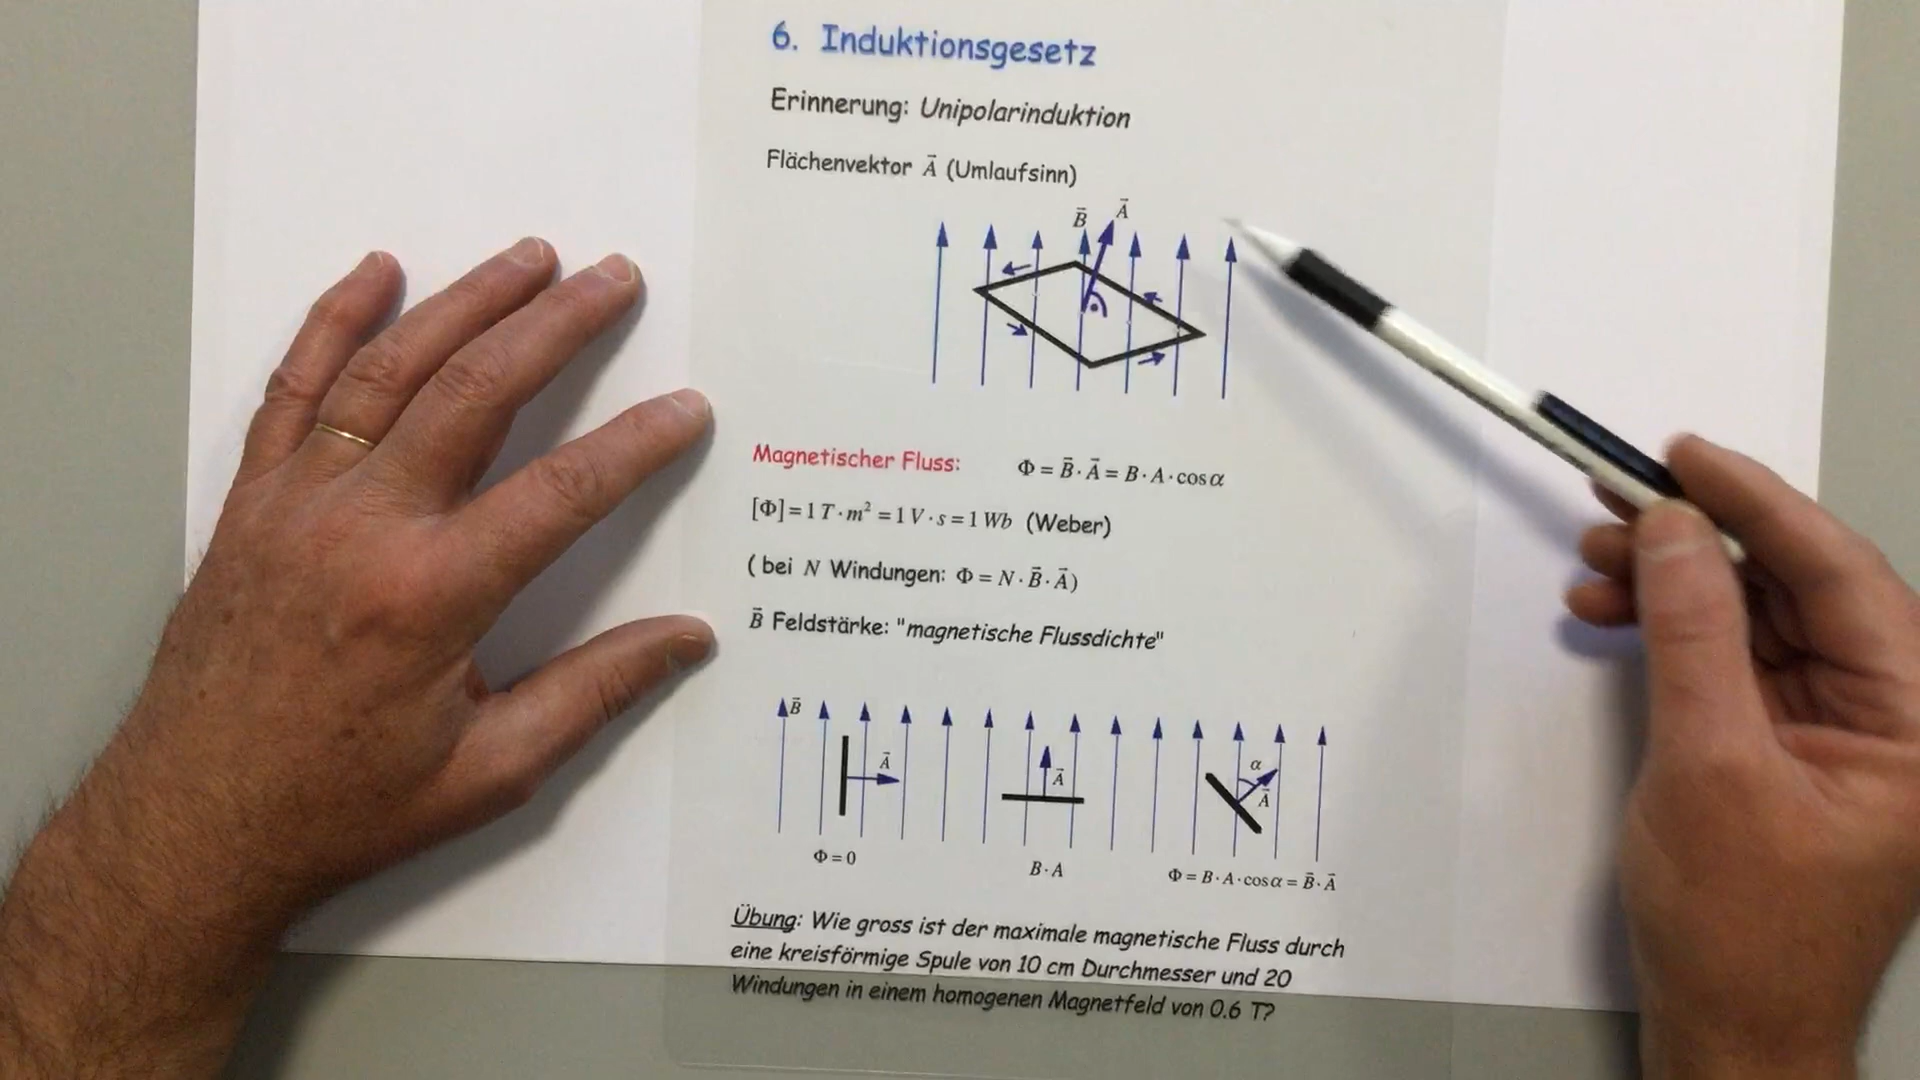 6. Induktionsgesetz
Erinnerung: Unipolarinduktion
Flächenvektor A⃗ (Umlaufsinn)
B⃗ A⃗
Magnetischer Fluss: Φ = B⃗ · A⃗ = B · A · cos α
[Φ] = 1 T · m² = 1 V · s = 1 Wb (Weber)
( bei N Windungen: Φ = N · B⃗ · A⃗ )
B⃗ Feldstärke: "magnetische Flussdichte"
B⃗
A⃗ A⃗ α A⃗
Φ = 0 B · A Φ = B · A · cos α = B⃗ · A⃗
Übung: Wie gross ist der maximale magnetische Fluss durch
eine kreisförmige Spule von 10 cm Durchmesser und 20
Windungen in einem homogenen Magnetfeld von 0.6 T?